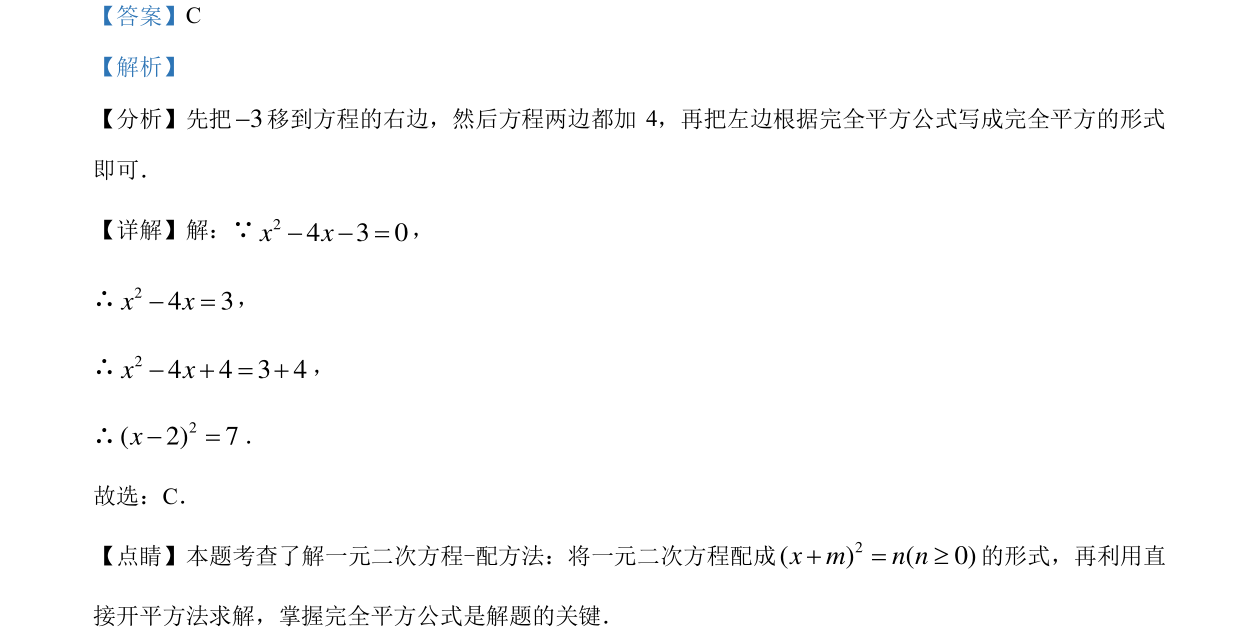 【答案】C
【解析】
【分析】先把−3移到方程的右边，然后方程两边都加 4，再把左边根据完全平方公式写成完全平方的形式
即可．
【详解】解：∵ x² − 4x − 3 = 0，
∴ x² − 4x = 3，
∴ x² − 4x + 4 = 3 + 4，
∴ (x − 2)² = 7．
故选：C．
【点睛】本题考查了解一元二次方程-配方法：将一元二次方程配成(x + m)² = n(n ≥ 0)的形式，再利用直
接开平方法求解，掌握完全平方公式是解题的关键．